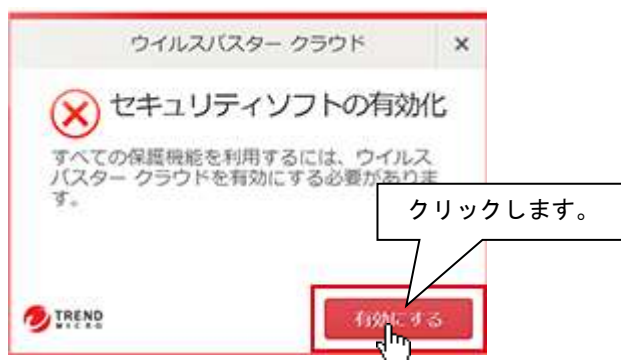 ウイルスバスター クラウド ×
セキュリティソフトの有効化
すべての保護機能を利用するには、ウイルス
バスター クラウドを有効にする必要がありま
す。
クリックします。
有効にする
TREND
MICRO